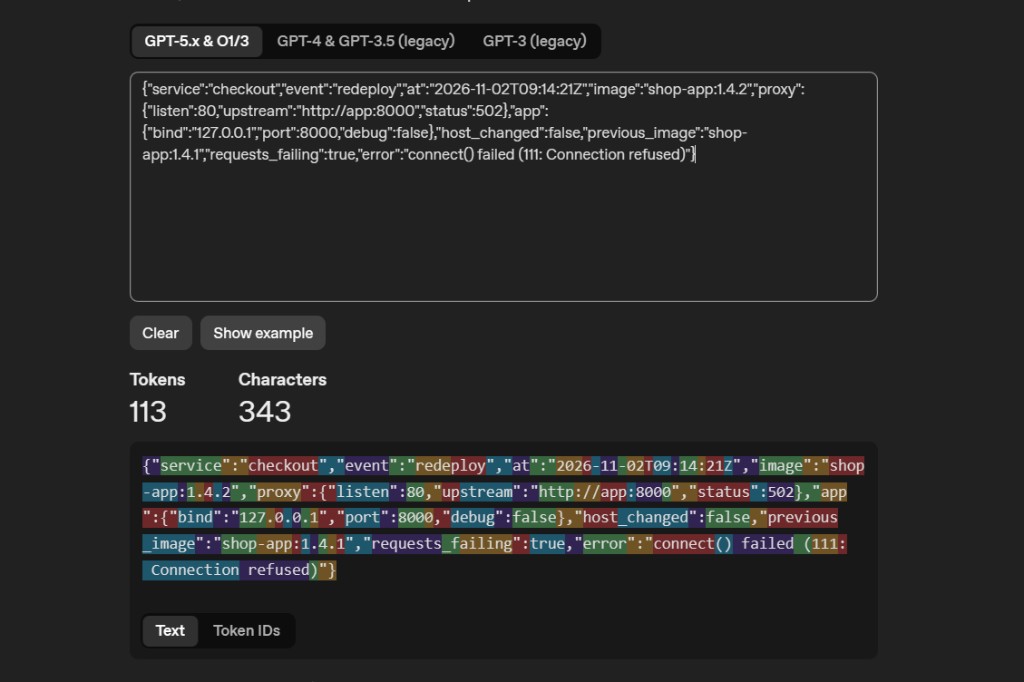 GPT-5.x & O1/3 GPT-4 & GPT-3.5 (legacy) GPT-3 (legacy)
{"service":"checkout","event":"redeploy","at":"2026-11-02T09:14:21Z","image":"shop-app:1.4.2","proxy":
{"listen":80,"upstream":"http://app:8000","status":502},"app":
{"bind":"127.0.0.1","port":8000,"debug":false},"host_changed":false,"previous_image":"shop-
app:1.4.1","requests_failing":true,"error":"connect() failed (111: Connection refused)"}
Clear Show example
Tokens Characters
113 343
{"service":"checkout","event":"redeploy","at":"2026-11-02T09:14:21Z","image":"shop
-app:1.4.2","proxy":{"listen":80,"upstream":"http://app:8000","status":502},"app
":{"bind":"127.0.0.1","port":8000,"debug":false},"host_changed":false,"previous
_image":"shop-app:1.4.1","requests_failing":true,"error":"connect() failed (111:
Connection refused)"}
Text Token IDs